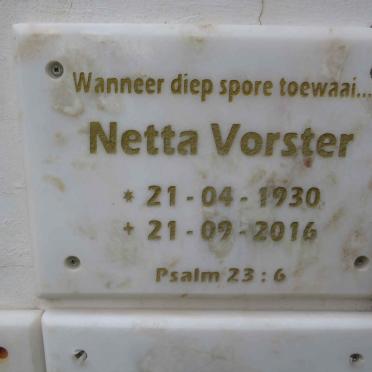 Wanneer diep spore toewaai...
Netta Vorster
* 21 - 04 - 1930
+ 21 - 09 - 2016
Psalm 23 : 6